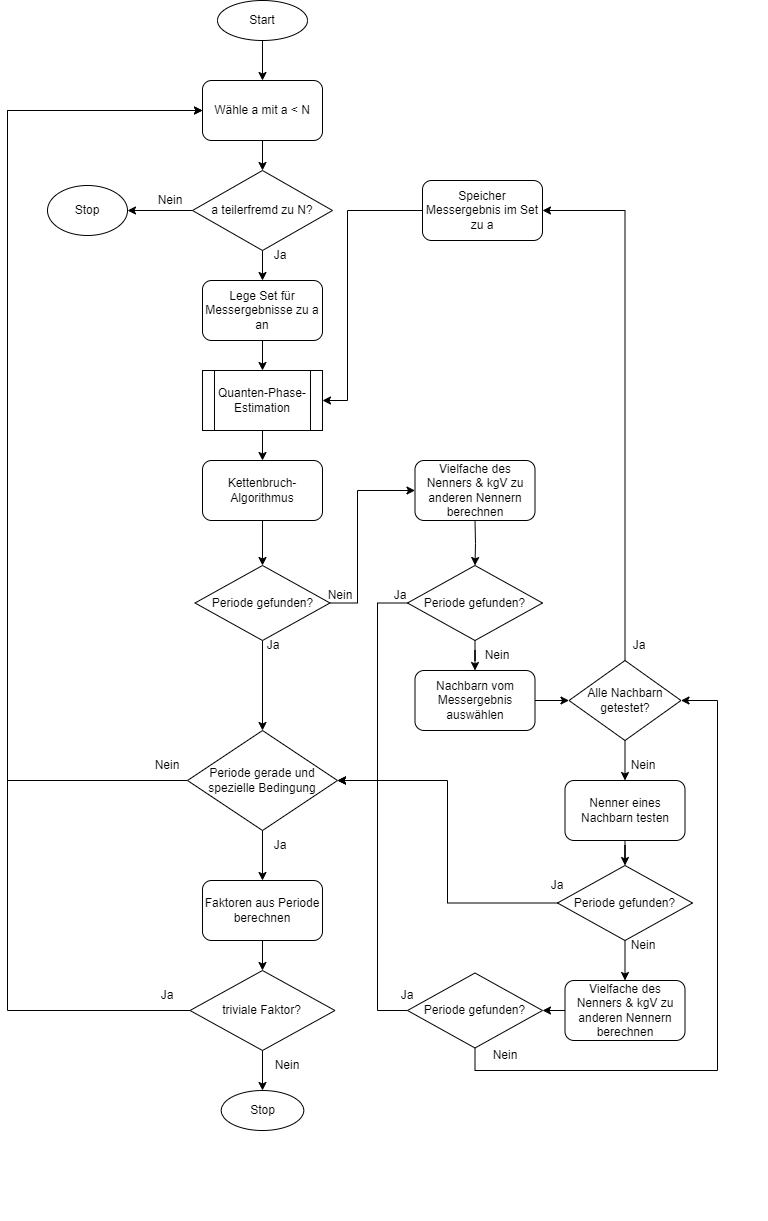 Start
Wähle a mit a < N
a teilerfremd zu N?
Nein
Stop
Ja
Speicher
Messergebnis im Set
zu a
Lege Set für
Messergebnisse zu a
an
Quanten-Phase-
Estimation
Kettenbruch-
Algorithmus
Vielfache des
Nenners & kgV zu
anderen Nennern
berechnen
Periode gefunden?
Nein
Ja
Periode gefunden?
Ja
Nein
Nachbarn vom
Messergebnis
auswählen
Alle Nachbarn
getestet?
Ja
Nein
Periode gerade und
spezielle Bedingung
Nein
Ja
Nenner eines
Nachbarn testen
Periode gefunden?
Ja
Nein
Faktoren aus Periode
berechnen
Vielfache des
Nenners & kgV zu
anderen Nennern
berechnen
Periode gefunden?
Ja
Nein
triviale Faktor?
Ja
Nein
Stop